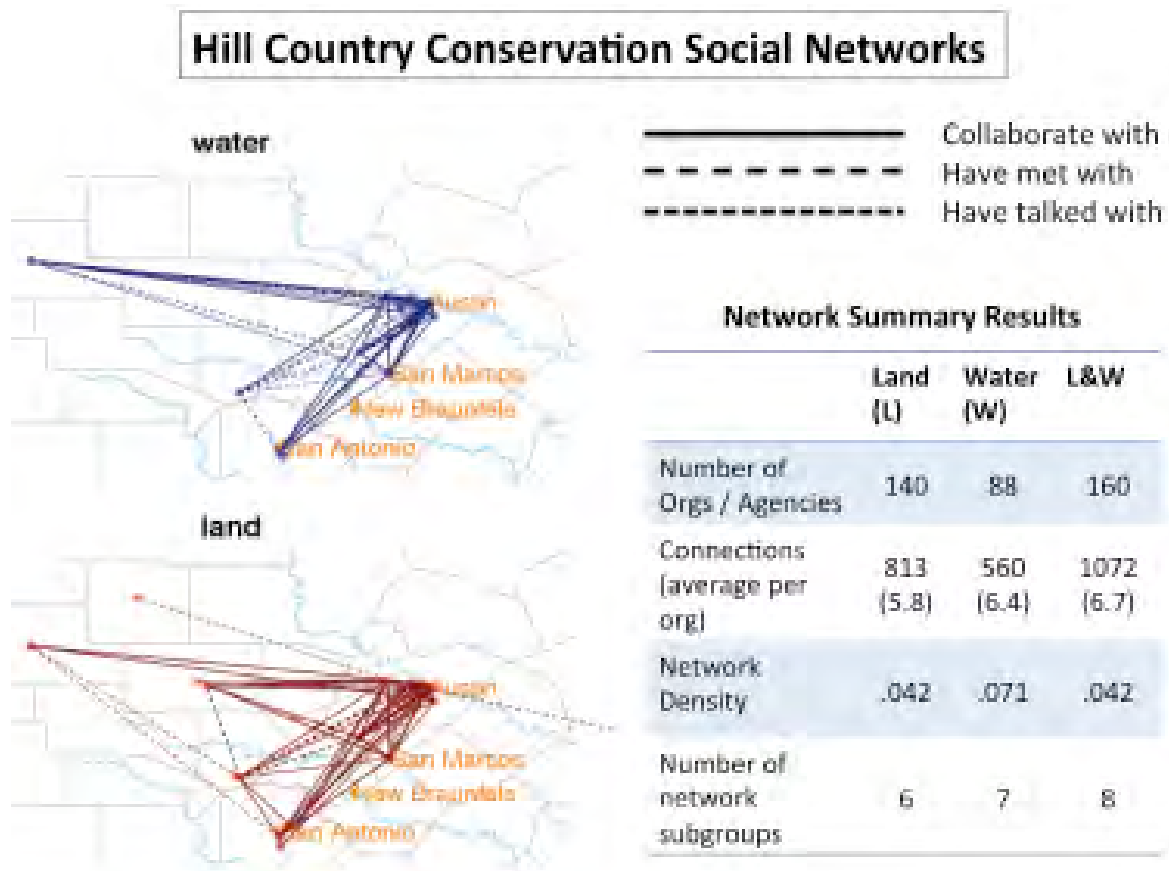 Hill Country Conservation Social Networks
water
Collaborate with
Have met with
Have talked with
Austin
San Marcos
New Braunfels
San Antonio
Network Summary Results
Land Water L&W
(L) (W)
Number of
Orgs / Agencies
140 88 160
Connections
(average per
org)
813 560 1072
(5.8) (6.4) (6.7)
Network
Density
.042 .071 .042
Number of
network
subgroups
6 7 8
land
Austin
San Marcos
New Braunfels
San Antonio